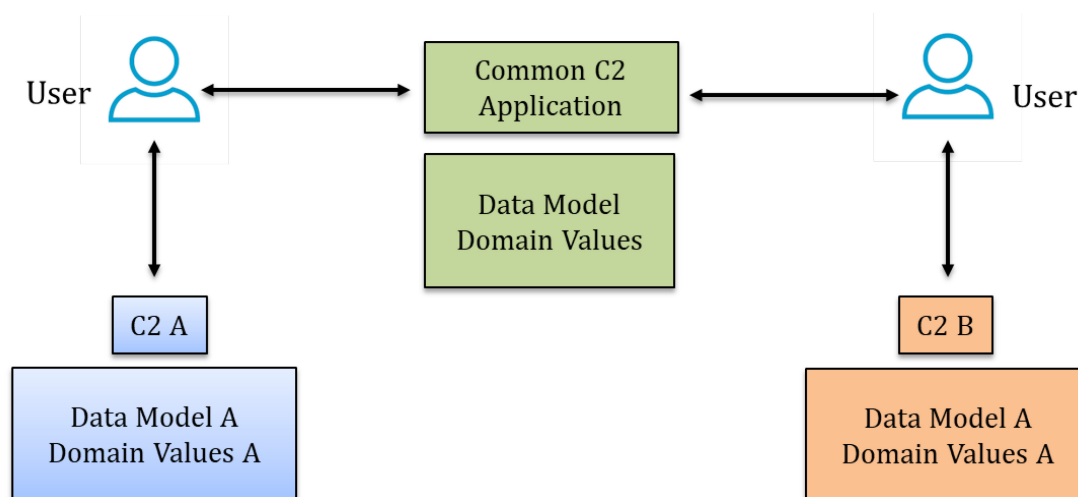 User
Common C2
Application
User
Data Model
Domain Values
C2 A
C2 B
Data Model A
Domain Values A
Data Model A
Domain Values A